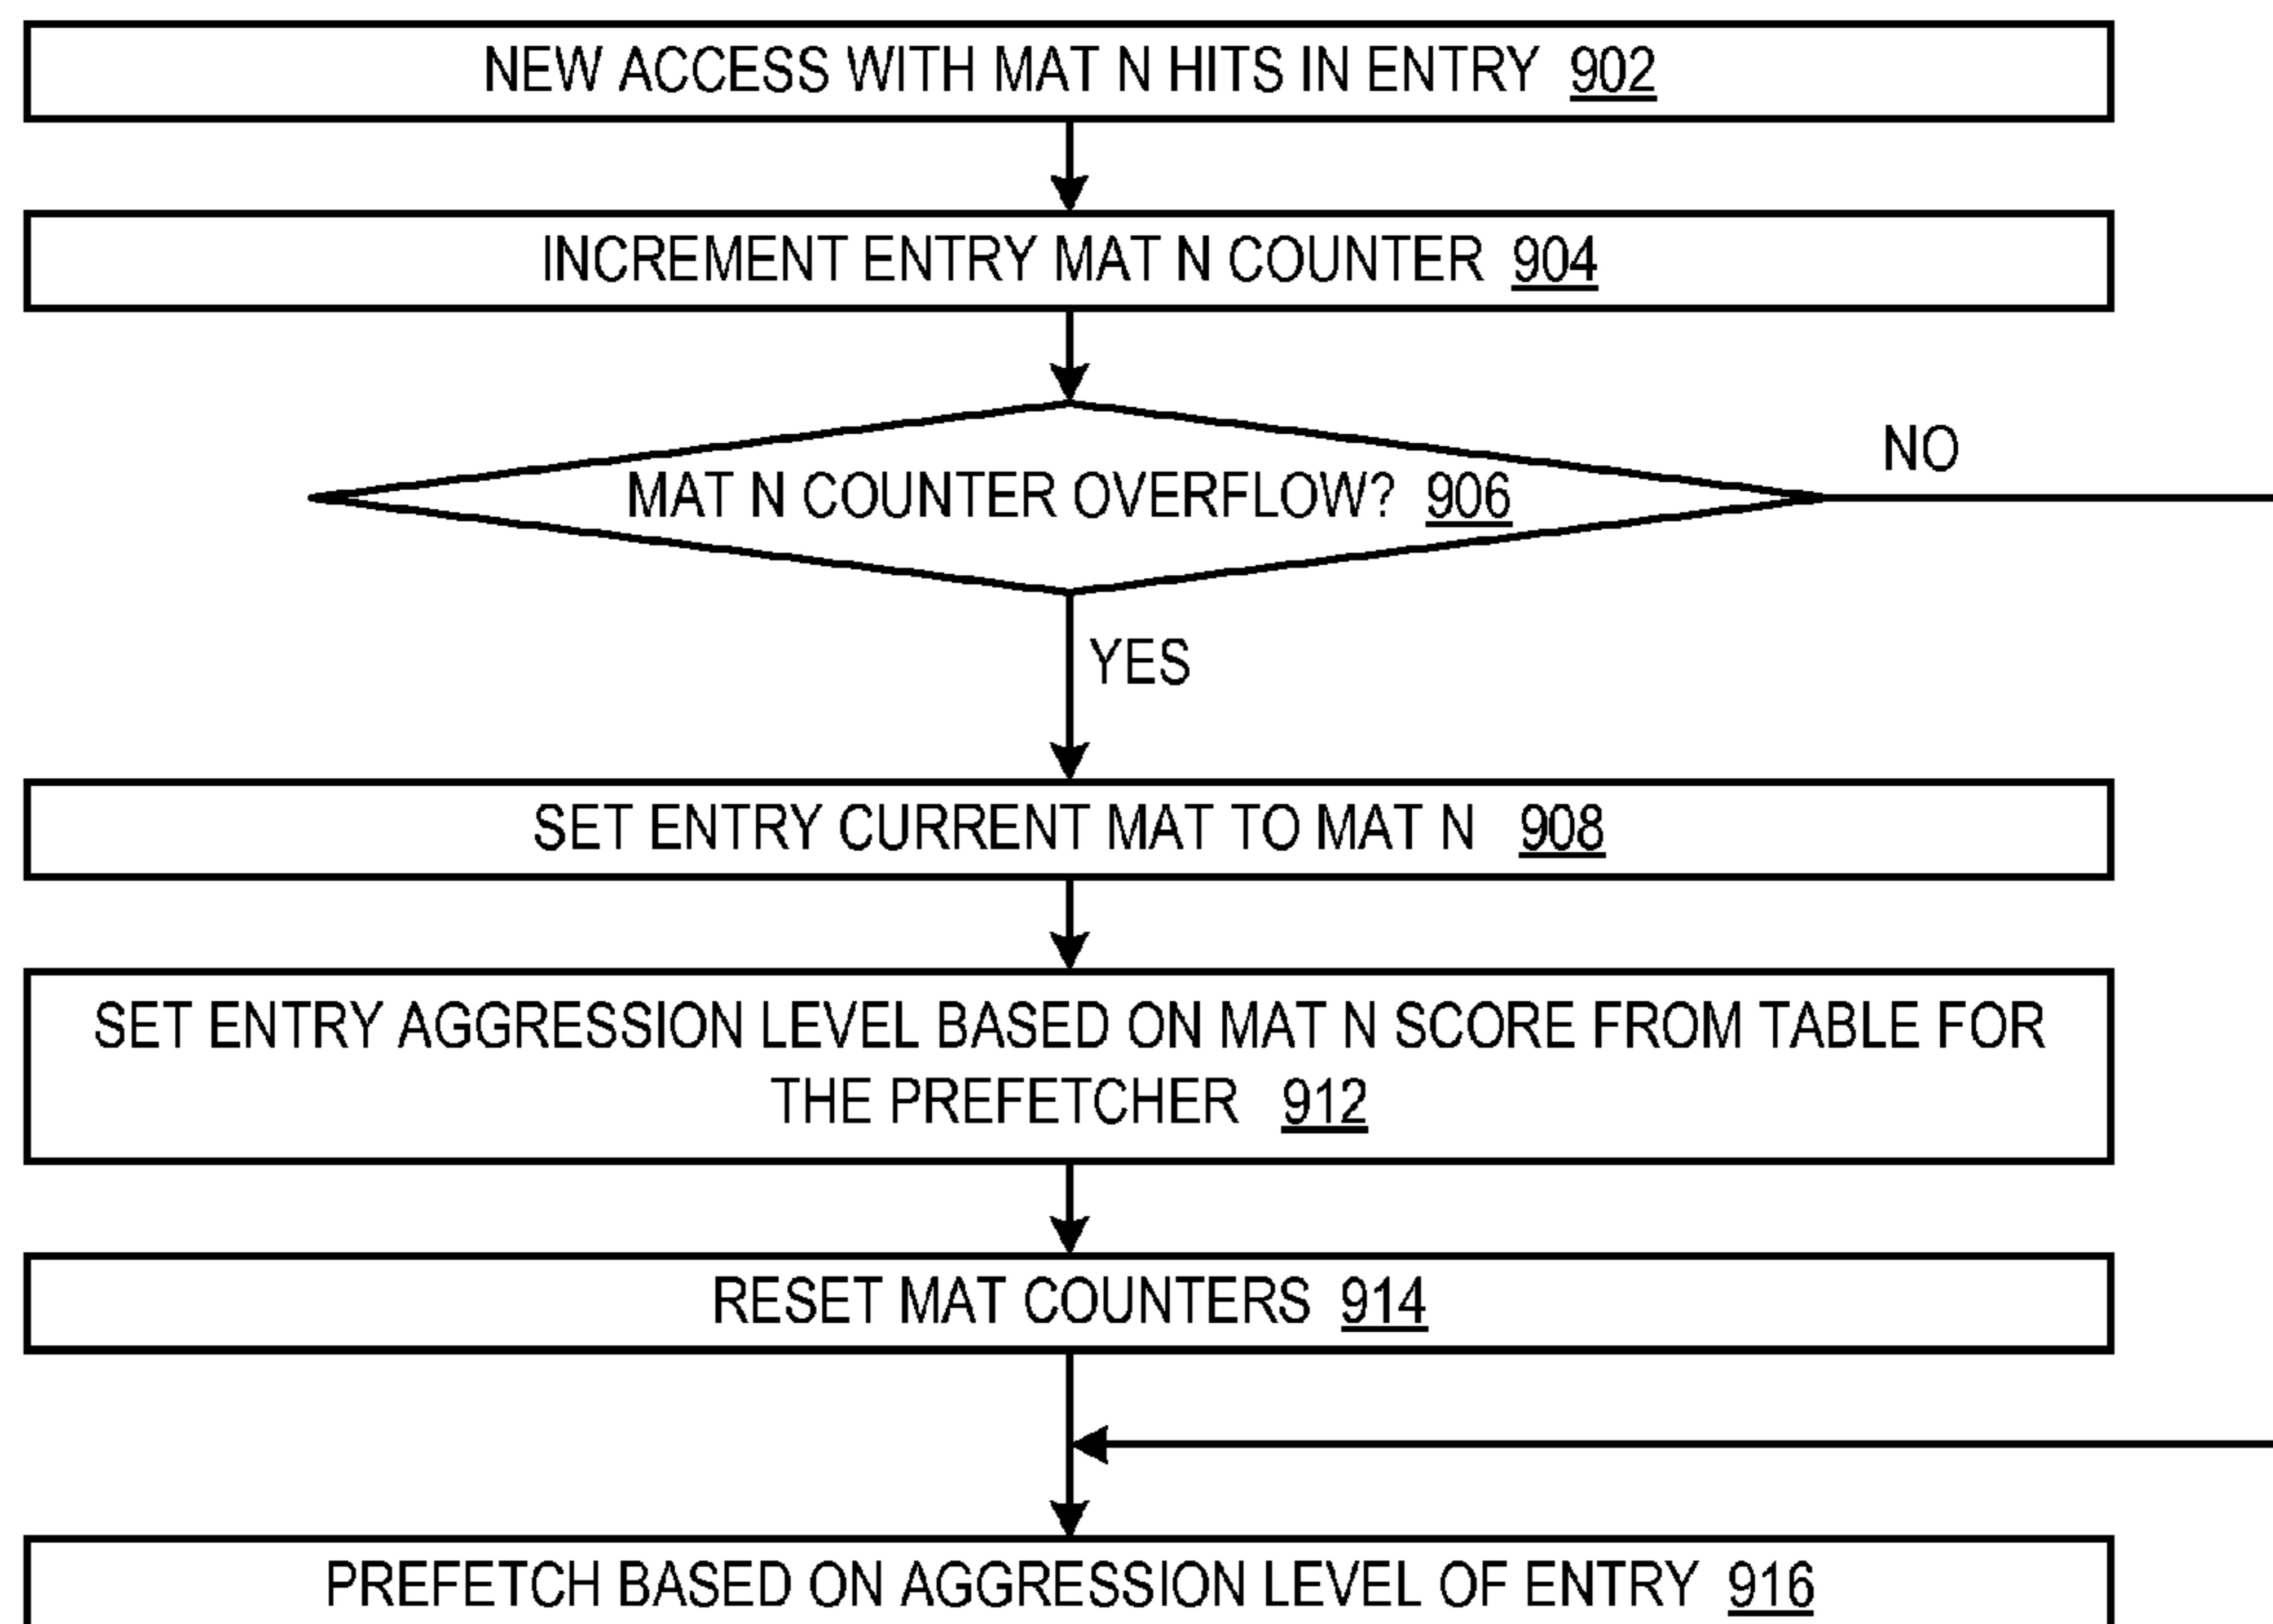 NEW ACCESS WITH MAT N HITS IN ENTRY 902
INCREMENT ENTRY MAT N COUNTER 904
NO
MAT N COUNTER OVERFLOW? 906
YES
SET ENTRY CURRENT MAT TO MAT N 908
SET ENTRY AGGRESSION LEVEL BASED ON MAT N SCORE FROM TABLE FOR
THE PREFETCHER 912
RESET MAT COUNTERS 914
PREFETCH BASED ON AGGRESSION LEVEL OF ENTRY 916